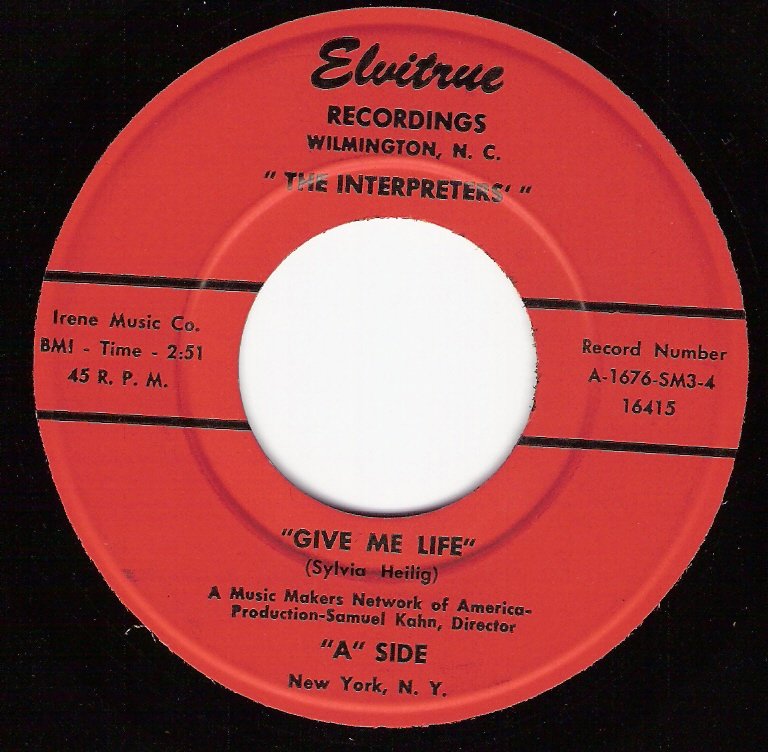 Elvitrue
RECORDINGS
WILMINGTON, N. C.
" THE INTERPRETERS' "
Irene Music Co.
BMI - Time - 2:51
45 R. P. M.
Record Number
A-1676-SM3-4
16415
"GIVE ME LIFE"
(Sylvia Heilig)
A Music Makers Network of America-
Production-Samuel Kahn, Director
"A" SIDE
New York, N. Y.